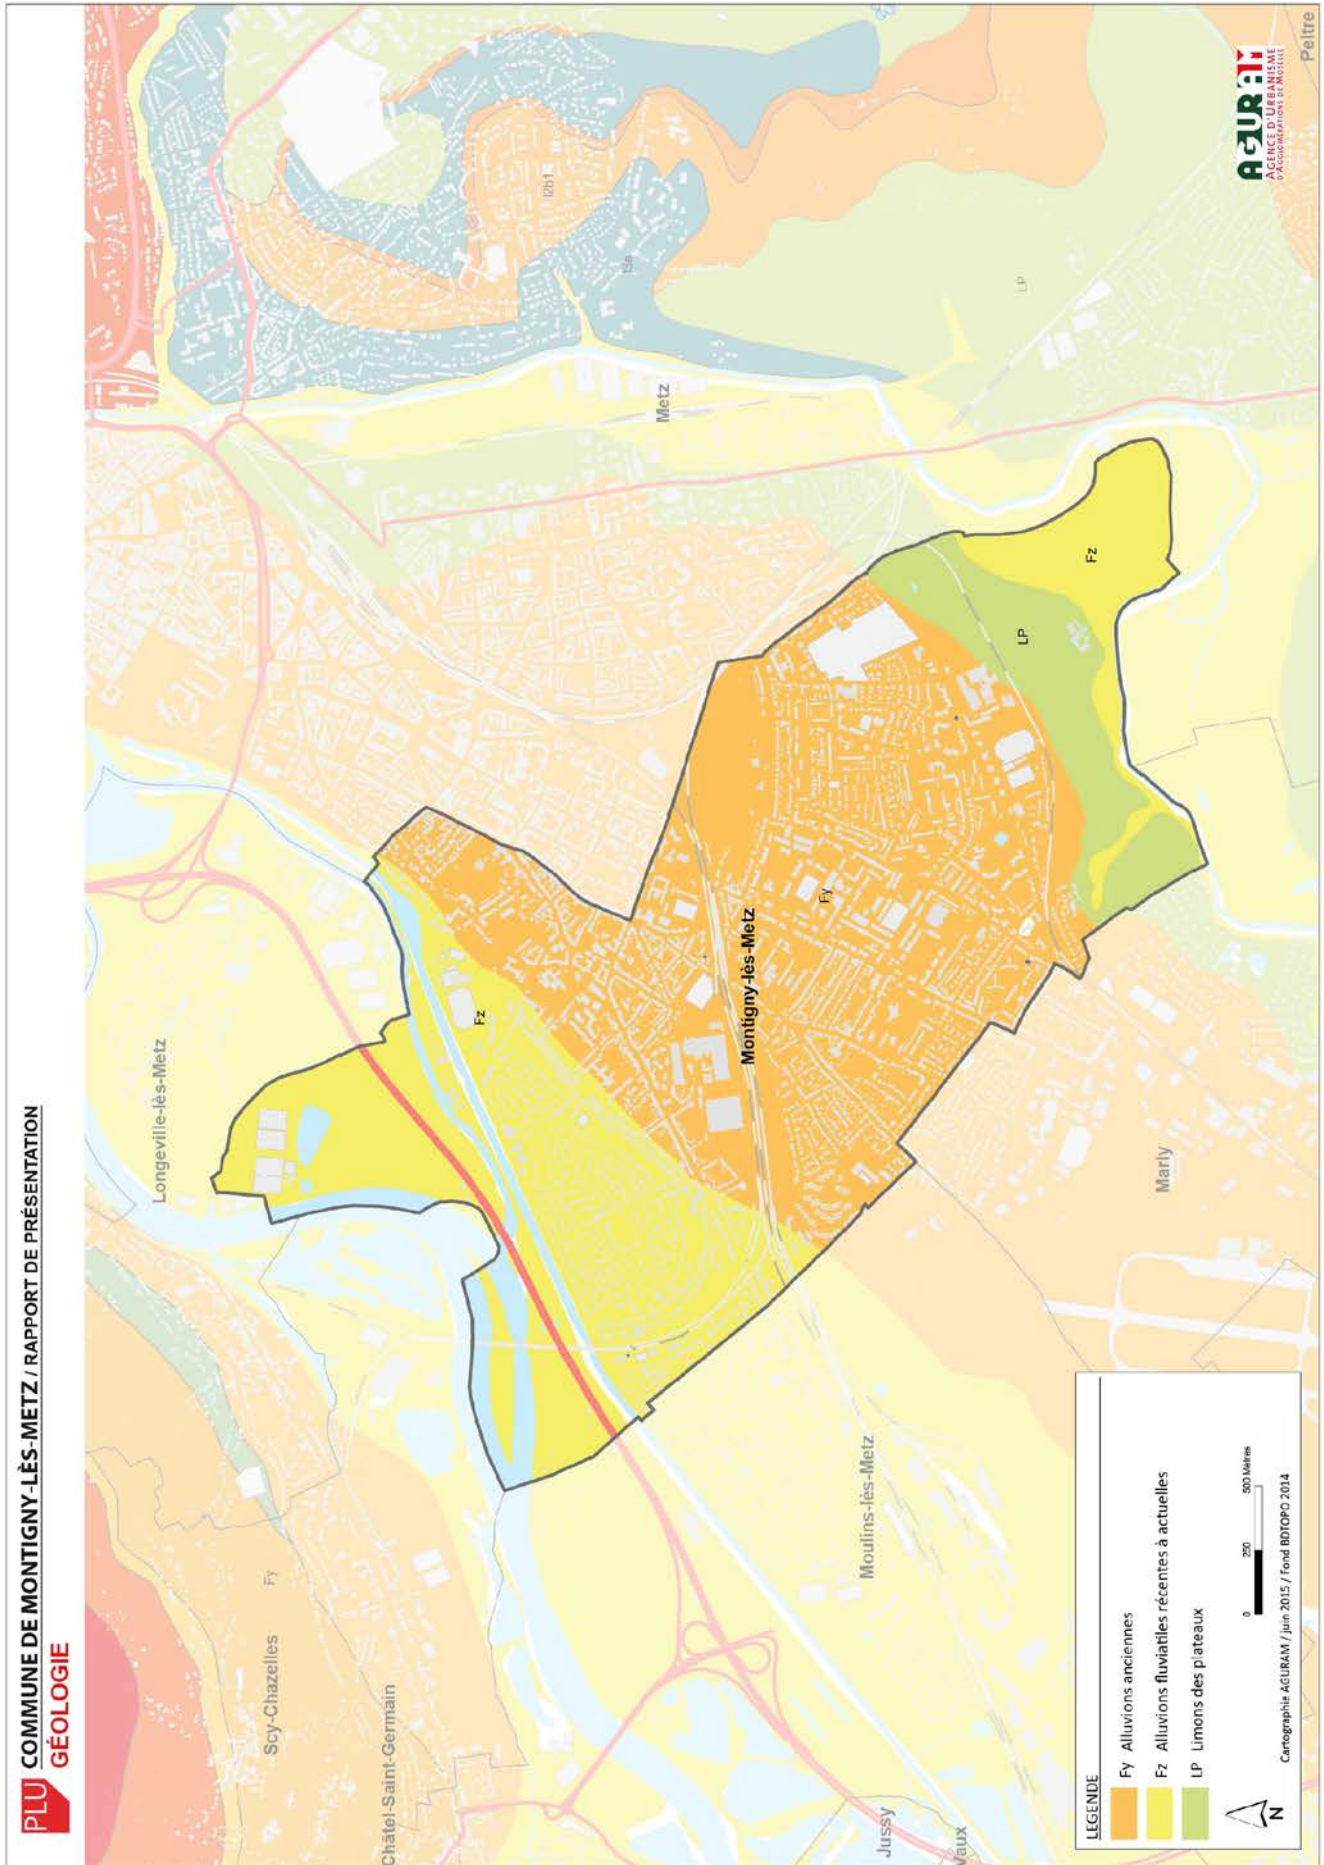 PLU
COMMUNE DE MONTIGNY-LÈS-METZ / RAPPORT DE PRÉSENTATION
GÉOLOGIE
Longeville-lès-Metz
Scy-Chazelles
Fy
Châtel-Saint-Germain
Jussy
Vaux
Moulins-lès-Metz
Marly
Metz
Peltre
Montigny-lès-Metz
Fz
Fy
LP
Fz
l2b1
LP
LEGENDE
Fy Alluvions anciennes
Fz Alluvions fluviatiles récentes à actuelles
LP Limons des plateaux
N
0 250 500 Mètres
Cartographie AGURAM / juin 2015 / Fond BDTOPO 2014
AGURAM
AGENCE D'URBANISME
D'AGGLOMÉRATIONS DE MOSELLE